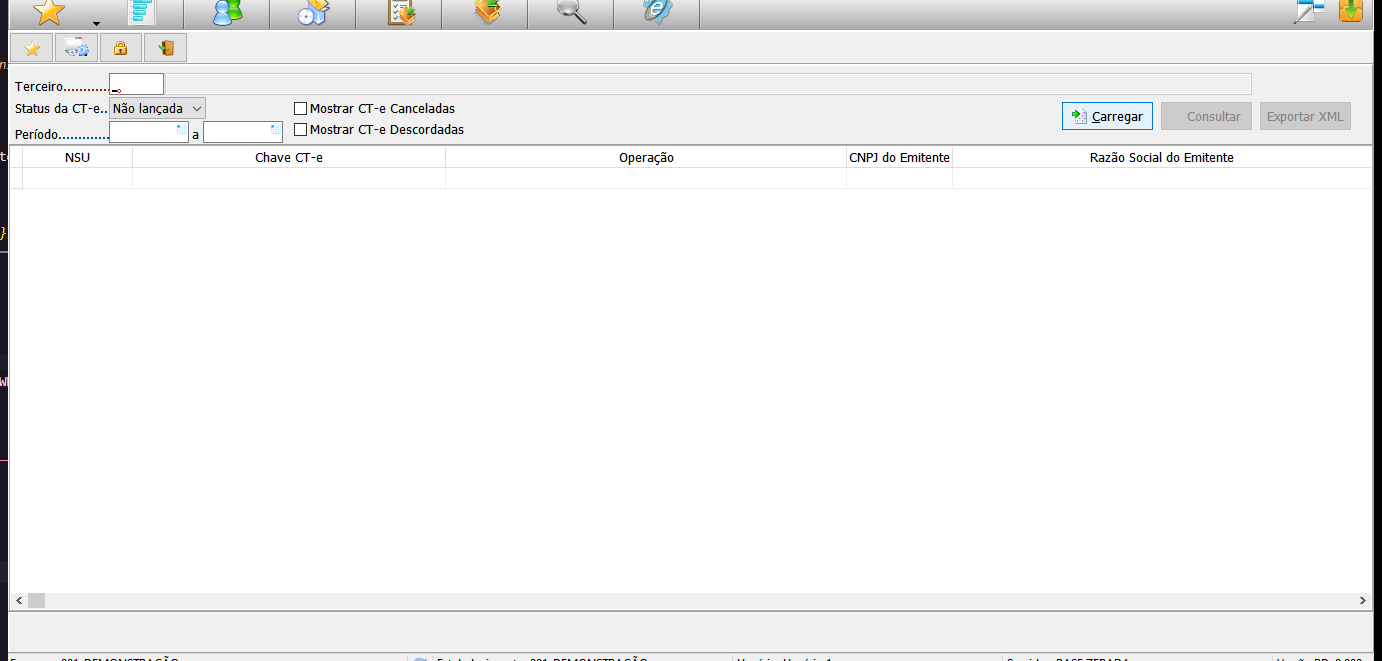 Terceiro............
Status da CT-e.. Não lançada
Mostrar CT-e Canceladas
Período............. a
Mostrar CT-e Descordadas
Carregar Consultar Exportar XML
NSU Chave CT-e Operação CNPJ do Emitente Razão Social do Emitente